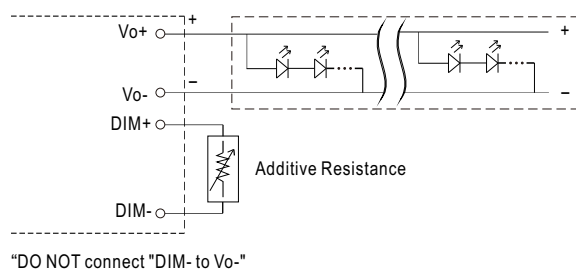 Vo+
+
+
−
Vo-
−
DIM+
Additive Resistance
DIM-
“DO NOT connect "DIM- to Vo-"